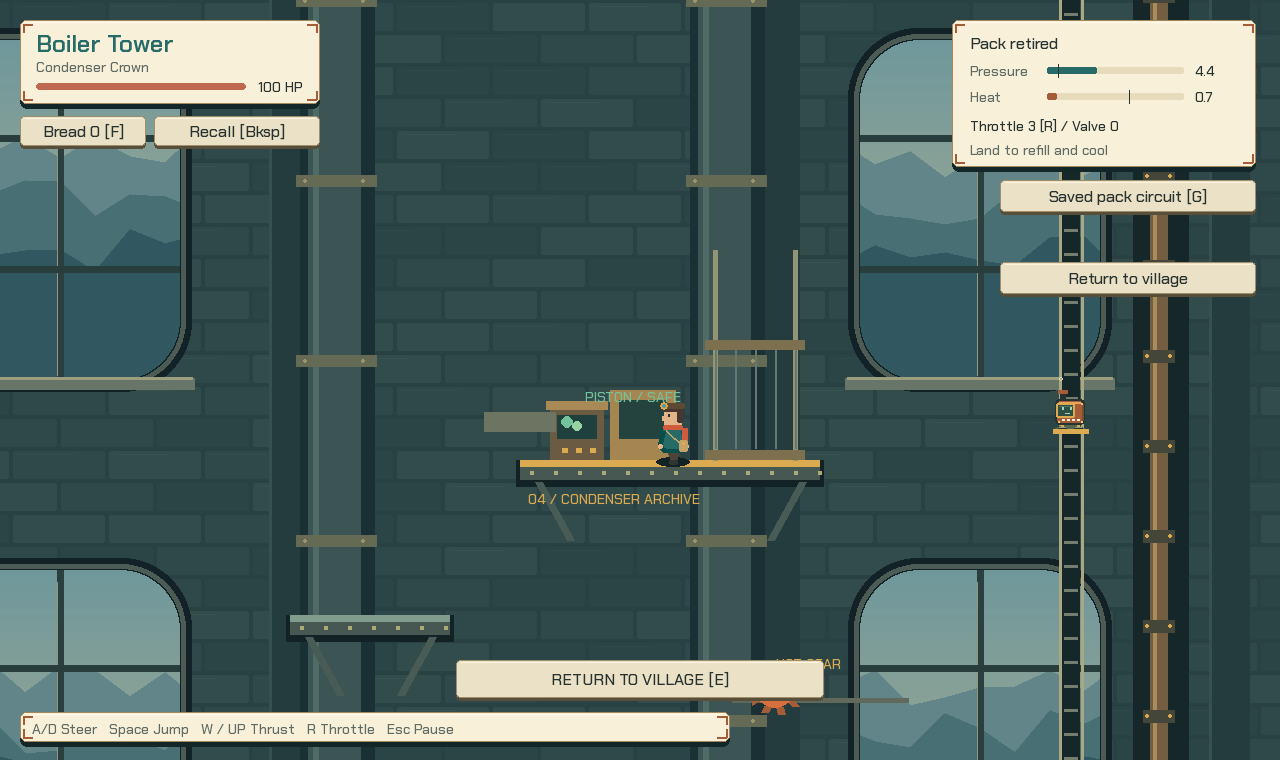 Boiler Tower
Condenser Crown
100 HP
Bread 0 [F]
Recall [Bksp]
Pack retired
Pressure 4.4
Heat 0.7
Throttle 3 [R] / Valve 0
Land to refill and cool
Saved pack circuit [G]
Return to village
PISTON / SAFE
04 / CONDENSER ARCHIVE
RETURN TO VILLAGE [E]
A/D Steer Space Jump W / UP Thrust R Throttle Esc Pause